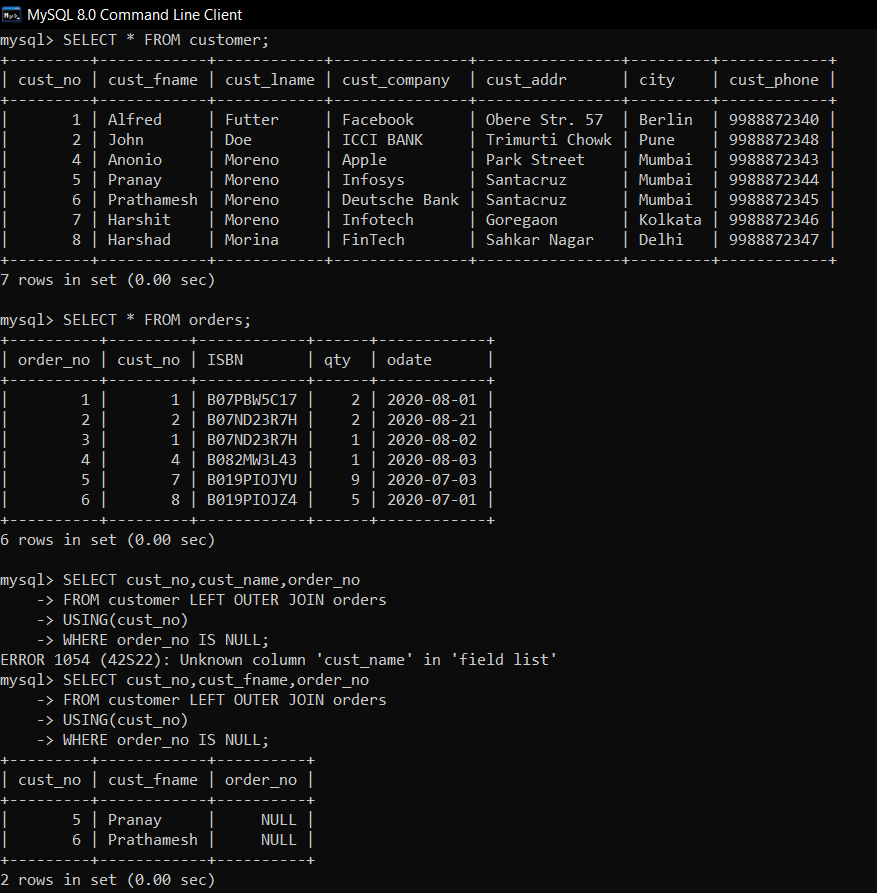 MySQL 8.0 Command Line Client
mysql> SELECT * FROM customer;
+---------+------------+------------+---------------+----------------+---------+------------+
| cust_no | cust_fname | cust_lname | cust_company  | cust_addr      | city    | cust_phone |
+---------+------------+------------+---------------+----------------+---------+------------+
|       1 | Alfred     | Futter     | Facebook      | Obere Str. 57  | Berlin  | 9988872340 |
|       2 | John       | Doe        | ICCI BANK     | Trimurti Chowk | Pune    | 9988872348 |
|       4 | Anonio     | Moreno     | Apple         | Park Street    | Mumbai  | 9988872343 |
|       5 | Pranay     | Moreno     | Infosys       | Santacruz      | Mumbai  | 9988872344 |
|       6 | Prathamesh | Moreno     | Deutsche Bank | Santacruz      | Mumbai  | 9988872345 |
|       7 | Harshit    | Moreno     | Infotech      | Goregaon       | Kolkata | 9988872346 |
|       8 | Harshad    | Morina     | FinTech       | Sahkar Nagar   | Delhi   | 9988872347 |
+---------+------------+------------+---------------+----------------+---------+------------+
7 rows in set (0.00 sec)
mysql> SELECT * FROM orders;
+----------+---------+------------+------+------------+
| order_no | cust_no | ISBN       | qty  | odate      |
+----------+---------+------------+------+------------+
|        1 |       1 | B07PBW5C17 |    2 | 2020-08-01 |
|        2 |       2 | B07ND23R7H |    2 | 2020-08-21 |
|        3 |       1 | B07ND23R7H |    1 | 2020-08-02 |
|        4 |       4 | B082MW3L43 |    1 | 2020-08-03 |
|        5 |       7 | B019PIOJYU |    9 | 2020-07-03 |
|        6 |       8 | B019PIOJZ4 |    5 | 2020-07-01 |
+----------+---------+------------+------+------------+
6 rows in set (0.00 sec)
mysql> SELECT cust_no,cust_name,order_no
    -> FROM customer LEFT OUTER JOIN orders
    -> USING(cust_no)
    -> WHERE order_no IS NULL;
ERROR 1054 (42S22): Unknown column 'cust_name' in 'field list'
mysql> SELECT cust_no,cust_fname,order_no
    -> FROM customer LEFT OUTER JOIN orders
    -> USING(cust_no)
    -> WHERE order_no IS NULL;
+---------+------------+----------+
| cust_no | cust_fname | order_no |
+---------+------------+----------+
|       5 | Pranay     |     NULL |
|       6 | Prathamesh |     NULL |
+---------+------------+----------+
2 rows in set (0.00 sec)